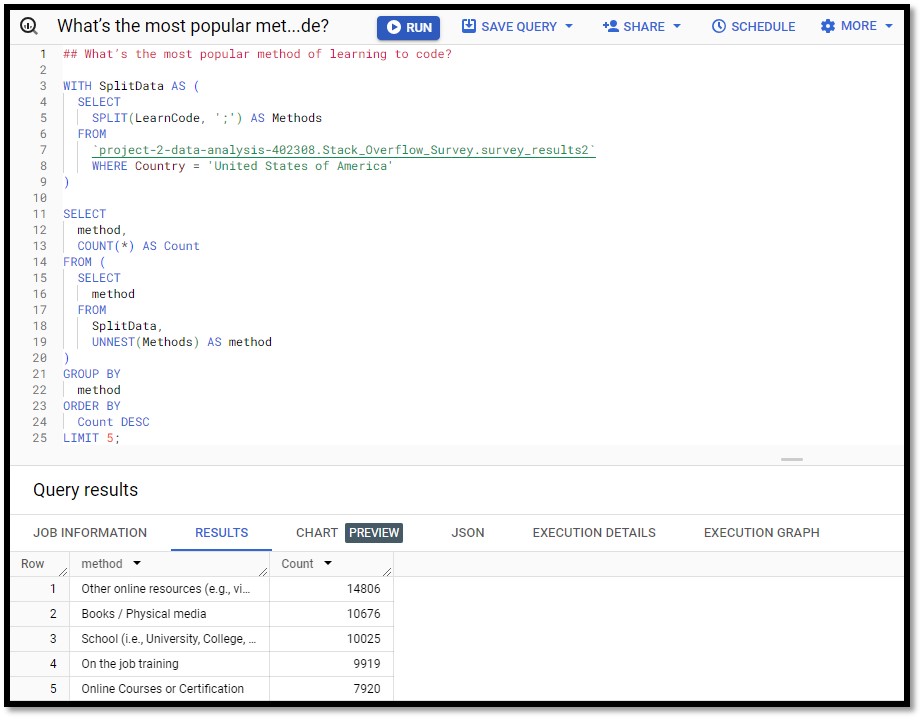 What's the most popular met...de? RUN SAVE QUERY SHARE SCHEDULE MORE
1 ## What's the most popular method of learning to code?
2
3 WITH SplitData AS (
4 SELECT
5 SPLIT(LearnCode, ';') AS Methods
6 FROM
7 `project-2-data-analysis-402308.Stack_Overflow_Survey.survey_results2`
8 WHERE Country = 'United States of America'
9 )
10
11 SELECT
12 method,
13 COUNT(*) AS Count
14 FROM (
15 SELECT
16 method
17 FROM
18 SplitData,
19 UNNEST(Methods) AS method
20 )
21 GROUP BY
22 method
23 ORDER BY
24 Count DESC
25 LIMIT 5;
Query results
JOB INFORMATION RESULTS CHART PREVIEW JSON EXECUTION DETAILS EXECUTION GRAPH
Row method Count
1 Other online resources (e.g., vi... 14806
2 Books / Physical media 10676
3 School (i.e., University, College, ... 10025
4 On the job training 9919
5 Online Courses or Certification 7920